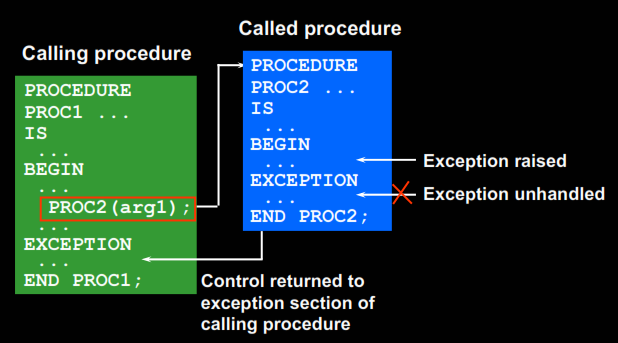 Calling procedure
PROCEDURE
PROC1 ...
IS
...
BEGIN
...
PROC2(arg1);
...
EXCEPTION
...
END PROC1;
Called procedure
PROCEDURE
PROC2 ...
IS
...
BEGIN
...
EXCEPTION
...
END PROC2;
Exception raised
Exception unhandled
Control returned to
exception section of
calling procedure